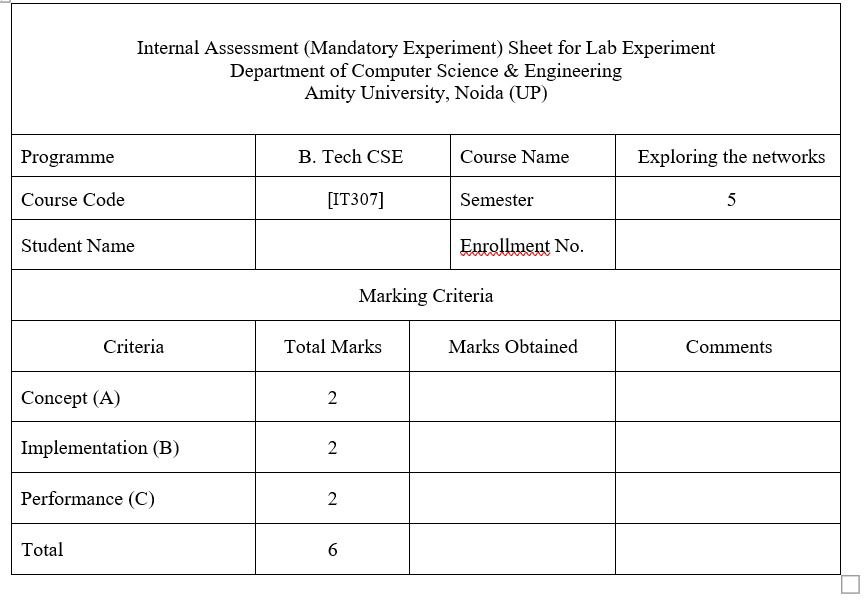 Internal Assessment (Mandatory Experiment) Sheet for Lab Experiment
Department of Computer Science & Engineering
Amity University, Noida (UP)
Programme B. Tech CSE Course Name Exploring the networks
Course Code [IT307] Semester 5
Student Name Enrollment No.
Marking Criteria
Criteria Total Marks Marks Obtained Comments
Concept (A) 2
Implementation (B) 2
Performance (C) 2
Total 6